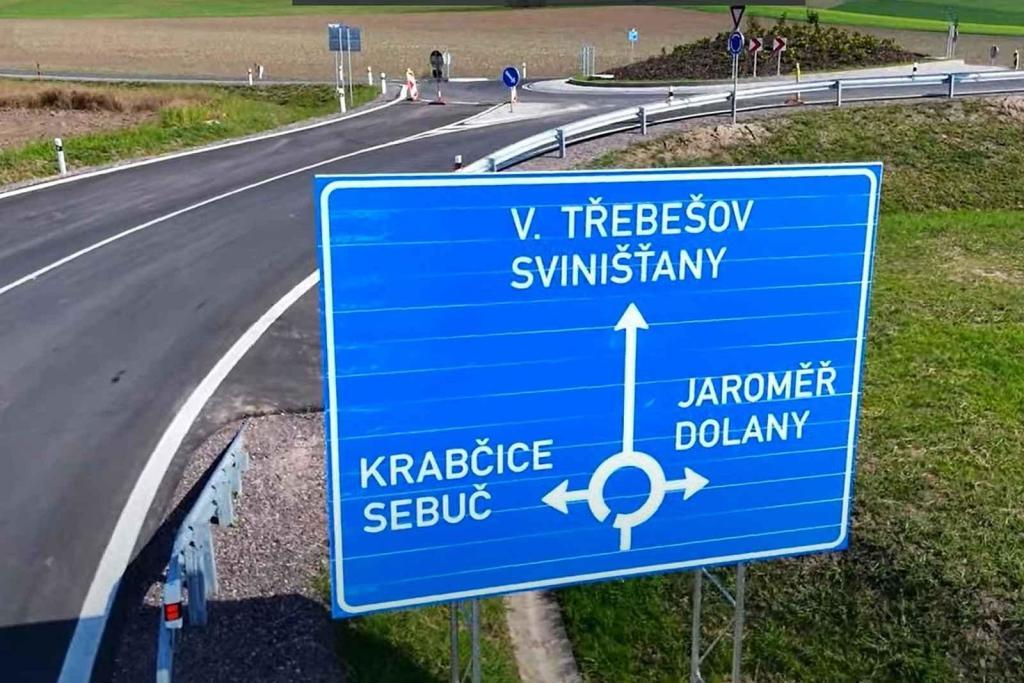 V. TŘEBEŠOV
SVINIŠŤANY
JAROMĚŘ
DOLANY
KRABČICE
SEBUČ